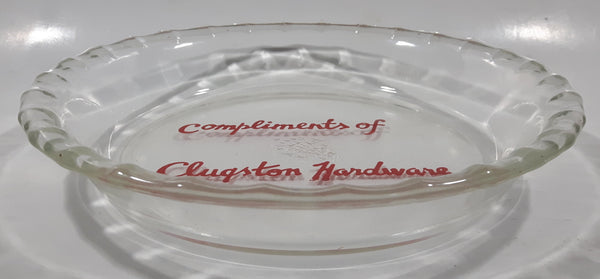 Compliments of
Clugston Hardware